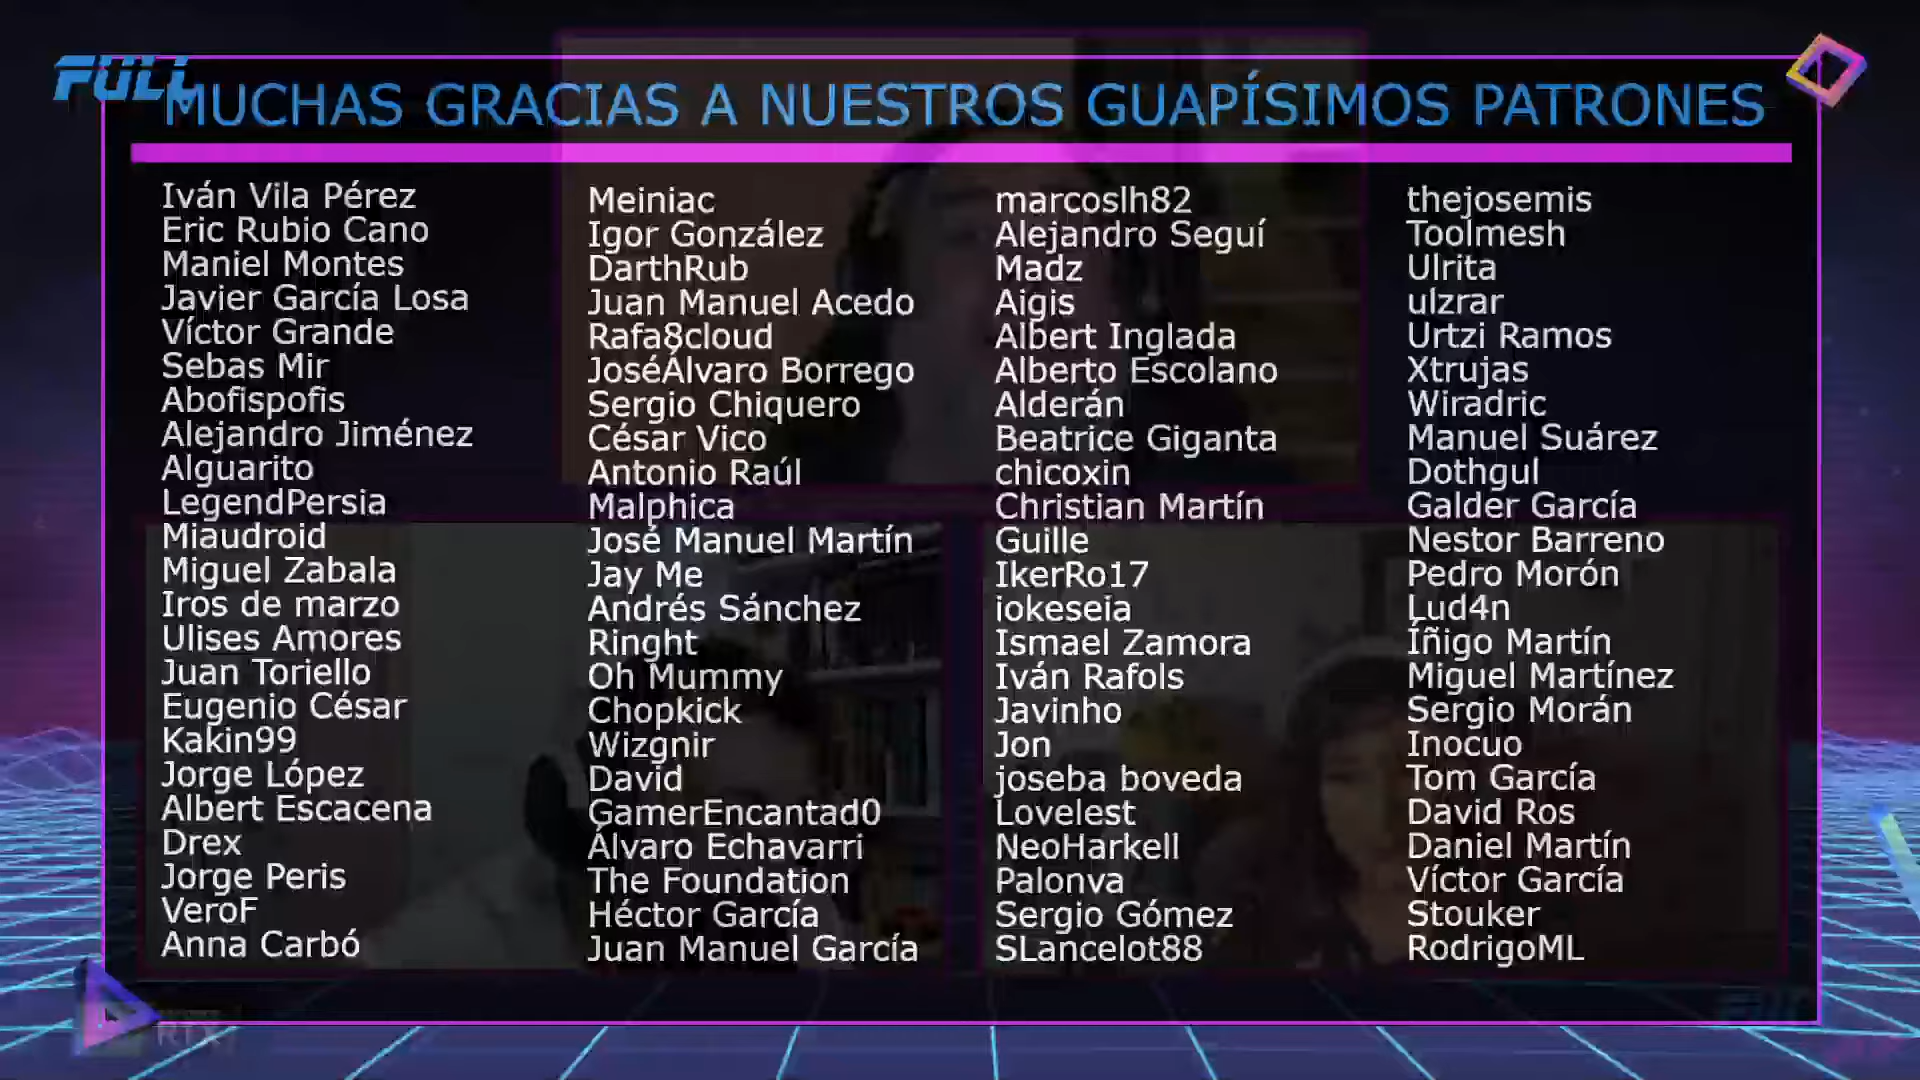 FULL
MUCHAS GRACIAS A NUESTROS GUAPÍSIMOS PATRONES
Iván Vila Pérez
Eric Rubio Cano
Maniel Montes
Javier García Losa
Víctor Grande
Sebas Mir
Abofispofis
Alejandro Jiménez
Alguarito
LegendPersia
Miaudroid
Miguel Zabala
Iros de marzo
Ulises Amores
Juan Toriello
Eugenio César
Kakin99
Jorge López
Albert Escacena
Drex
Jorge Peris
VeroF
Anna Carbó
Meiniac
Igor González
DarthRub
Juan Manuel Acedo
Rafa8cloud
JoséÁlvaro Borrego
Sergio Chiquero
César Vico
Antonio Raúl
Malphica
José Manuel Martín
Jay Me
Andrés Sánchez
Ringht
Oh Mummy
Chopkick
Wizgnir
David
GamerEncantad0
Álvaro Echavarri
The Foundation
Héctor García
Juan Manuel García
marcoslh82
Alejandro Seguí
Madz
Aigis
Albert Inglada
Alberto Escolano
Alderán
Beatrice Giganta
chicoxin
Christian Martín
Guille
IkerRo17
iokeseia
Ismael Zamora
Iván Rafols
Javinho
Jon
joseba boveda
Lovelest
NeoHarkell
Palonva
Sergio Gómez
SLancelot88
thejosemis
Toolmesh
Ulrita
ulzrar
Urtzi Ramos
Xtrujas
Wiradric
Manuel Suárez
Dothgul
Galder García
Nestor Barreno
Pedro Morón
Lud4n
Íñigo Martín
Miguel Martínez
Sergio Morán
Inocuo
Tom García
David Ros
Daniel Martín
Víctor García
Stouker
RodrigoML
RTX